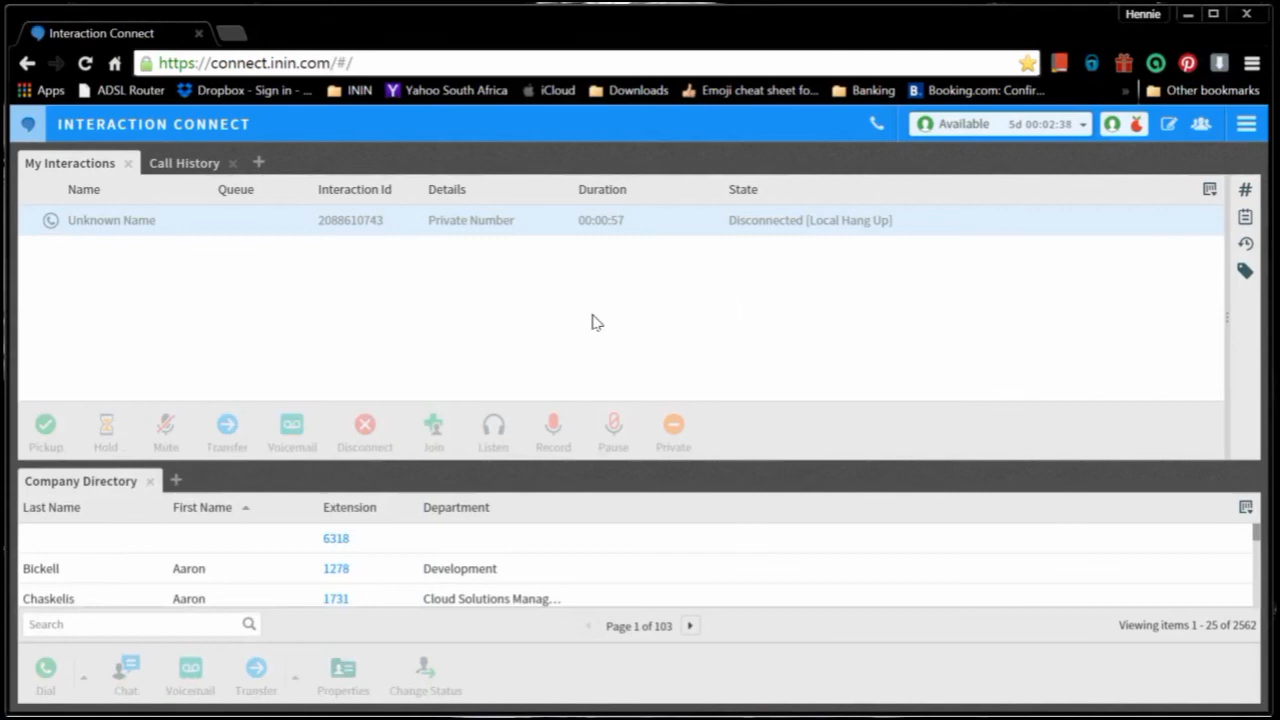 Hennie
Interaction Connect
https://connect.inin.com/#/
Apps ADSL Router Dropbox - Sign in - ... ININ Yahoo South Africa iCloud Downloads Emoji cheat sheet fo... Banking B. Booking.com: Confir... » Other bookmarks
INTERACTION CONNECT Available 5d 00:02:38
My Interactions Call History
Name Queue Interaction Id Details Duration State
Unknown Name 2088610743 Private Number 00:00:57 Disconnected [Local Hang Up]
Pickup Hold Mute Transfer Voicemail Disconnect Join Listen Record Pause Private
Company Directory
Last Name First Name Extension Department
6318
Bickell Aaron 1278 Development
Chaskelis Aaron 1731 Cloud Solutions Manag...
Search Page 1 of 103 Viewing items 1 - 25 of 2562
Dial Chat Voicemail Transfer Properties Change Status